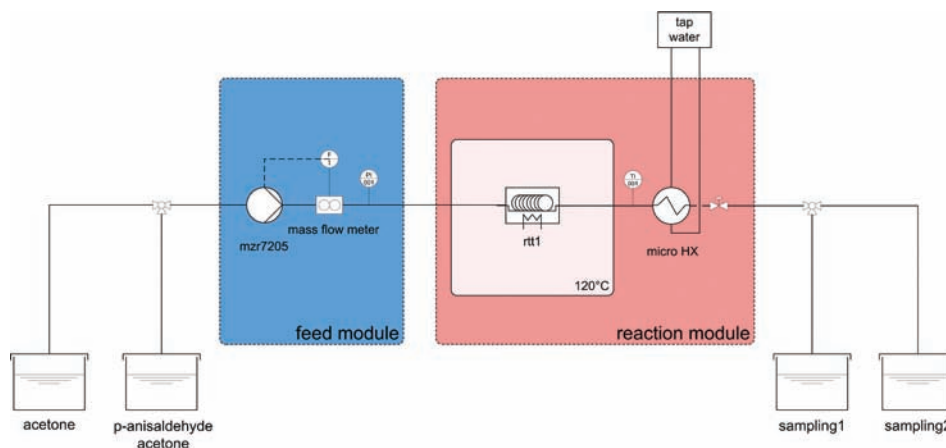 tap
water
F
1
PI
001
TI
001
mzr7205
mass flow meter
rtt1
micro HX
120°C
feed module
reaction module
acetone
p-anisaldehyde
acetone
sampling1
sampling2